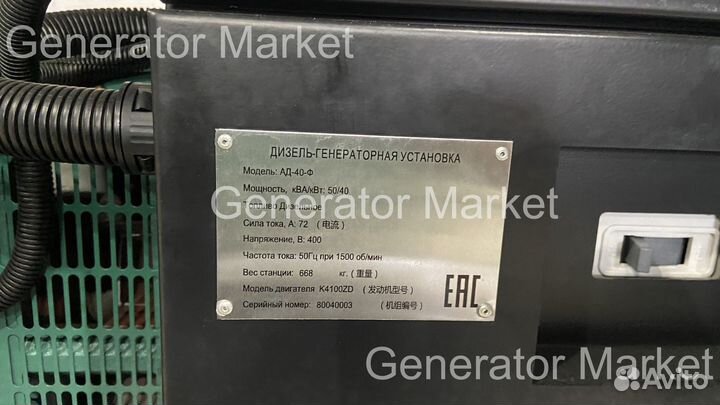 Generator Market
ДИЗЕЛЬ-ГЕНЕРАТОРНАЯ УСТАНОВКА
Модель: АД-40-Ф
Мощность, кВА/кВт: 50/40
Топливо Дизельное
Generator Market
Сила тока, А: 72 (电流)
Напряжение, В: 400
Частота тока: 50Гц при 1500 об/мин
Вес станции: 668 кг. (重量)
Модель двигателя K4100ZD (发动机型号)
Серийный номер: 80040003 (机组编号)
EAC
Generator Market
Avito